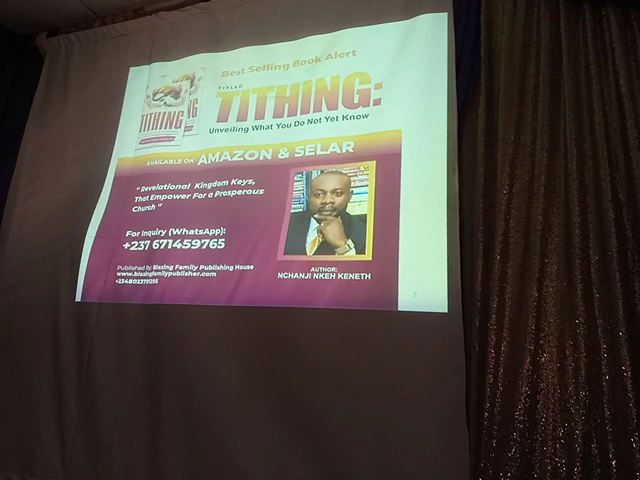 Best Selling Book Alert
TITLED
TITHING:
Unveiling What You Do Not Yet Know
TITHING
AVAILABLE ON AMAZON & SELAR
" Revelational Kingdom Keys,
That Empower For a Prosperous
Church "
For Inquiry (WhatsApp):
+237 671459765
Published By Blazing Family Publishing House
www.blazingfamilypublisher.com
AUTHOR:
NCHANJI NKEH KENETH